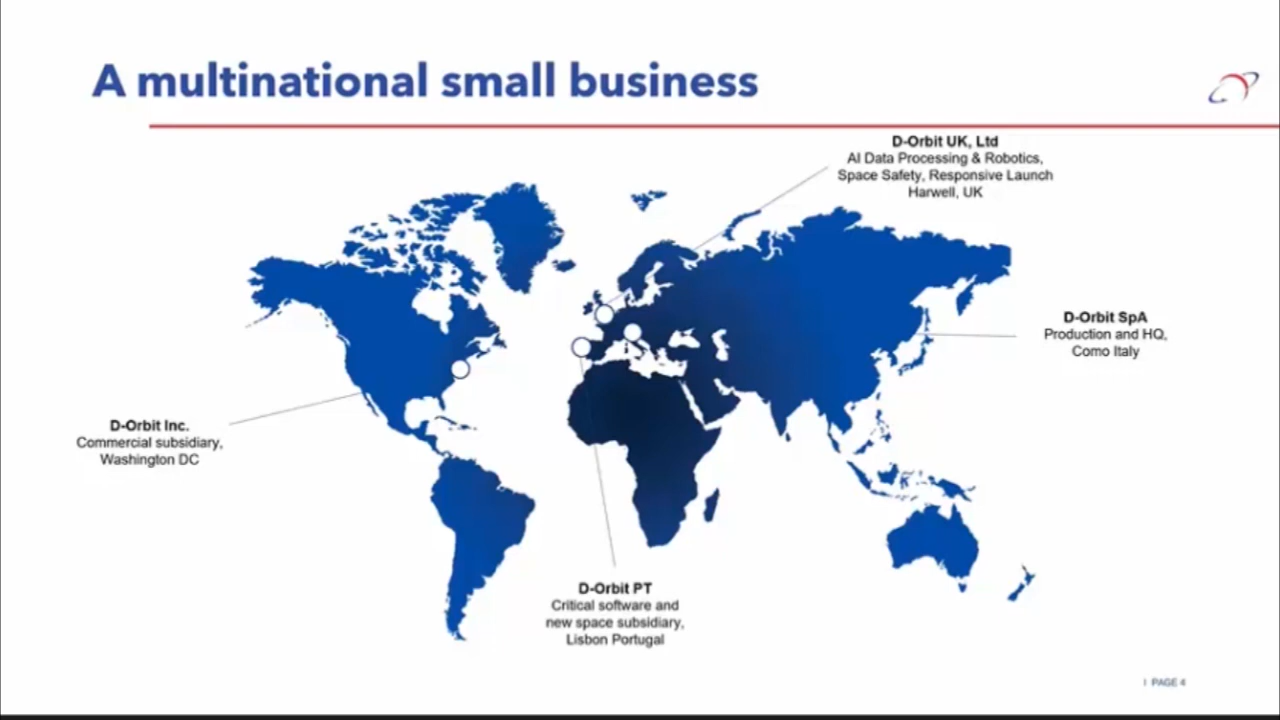 A multinational small business
D-Orbit UK, Ltd
AI Data Processing & Robotics,
Space Safety, Responsive Launch
Harwell, UK
D-Orbit SpA
Production and HQ,
Como Italy
D-Orbit Inc.
Commercial subsidiary,
Washington DC
D-Orbit PT
Critical software and
new space subsidiary,
Lisbon Portugal
| PAGE 4